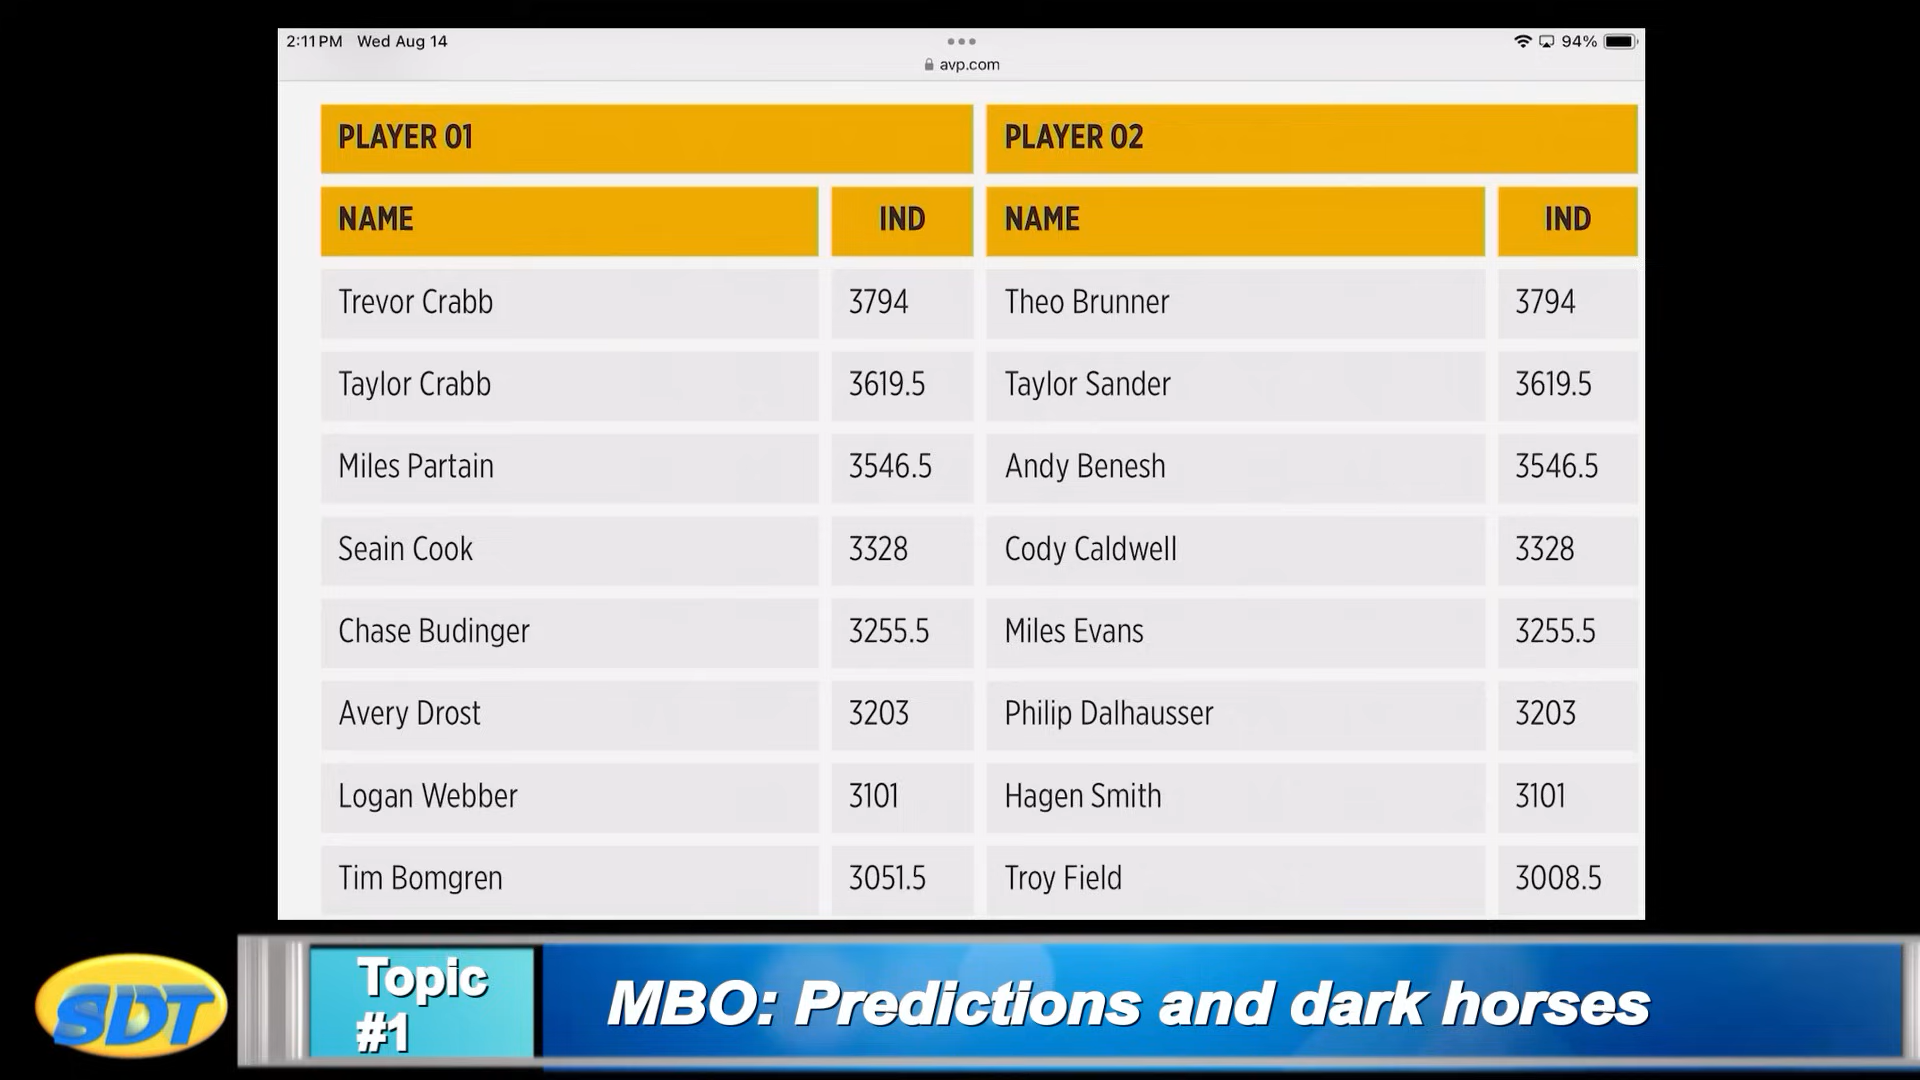 2:11 PM Wed Aug 14
94%
avp.com
PLAYER 01 PLAYER 02
NAME IND NAME IND
Trevor Crabb 3794 Theo Brunner 3794
Taylor Crabb 3619.5 Taylor Sander 3619.5
Miles Partain 3546.5 Andy Benesh 3546.5
Seain Cook 3328 Cody Caldwell 3328
Chase Budinger 3255.5 Miles Evans 3255.5
Avery Drost 3203 Philip Dalhausser 3203
Logan Webber 3101 Hagen Smith 3101
Tim Bomgren 3051.5 Troy Field 3008.5
SDT
Topic
#1
MBO: Predictions and dark horses